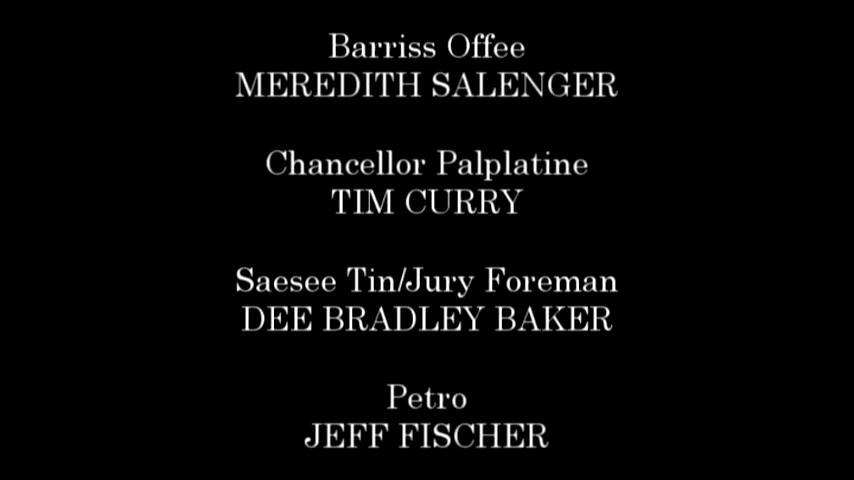 Barriss Offee
MEREDITH SALENGER
Chancellor Palplatine
TIM CURRY
Saesee Tin/Jury Foreman
DEE BRADLEY BAKER
Petro
JEFF FISCHER